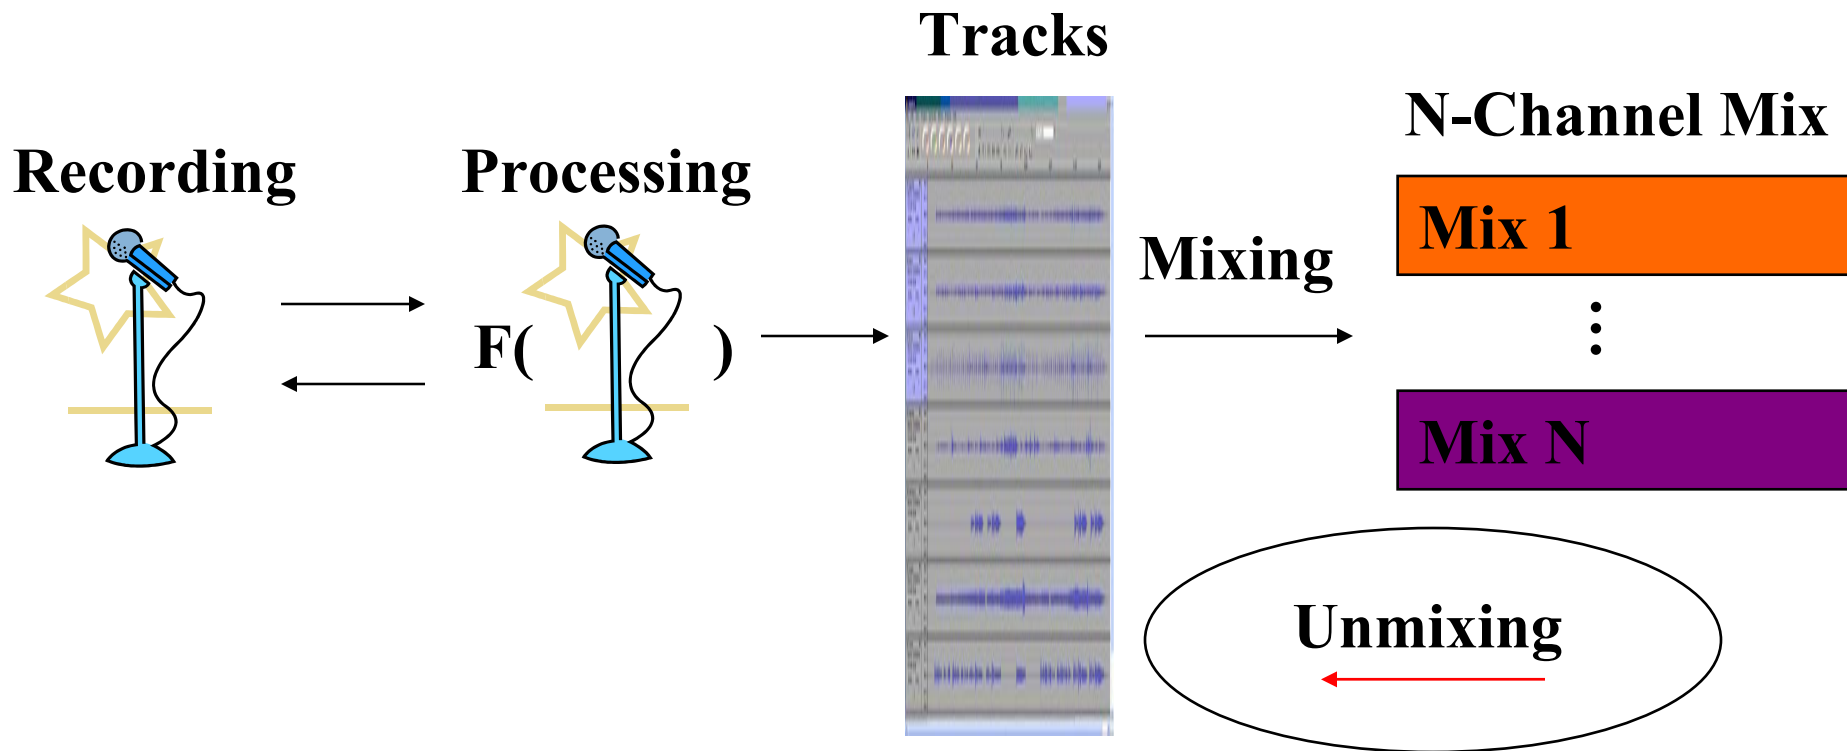 Tracks
N-Channel Mix
Recording
Processing
Mix 1
Mixing
F( )
Mix N
Unmixing